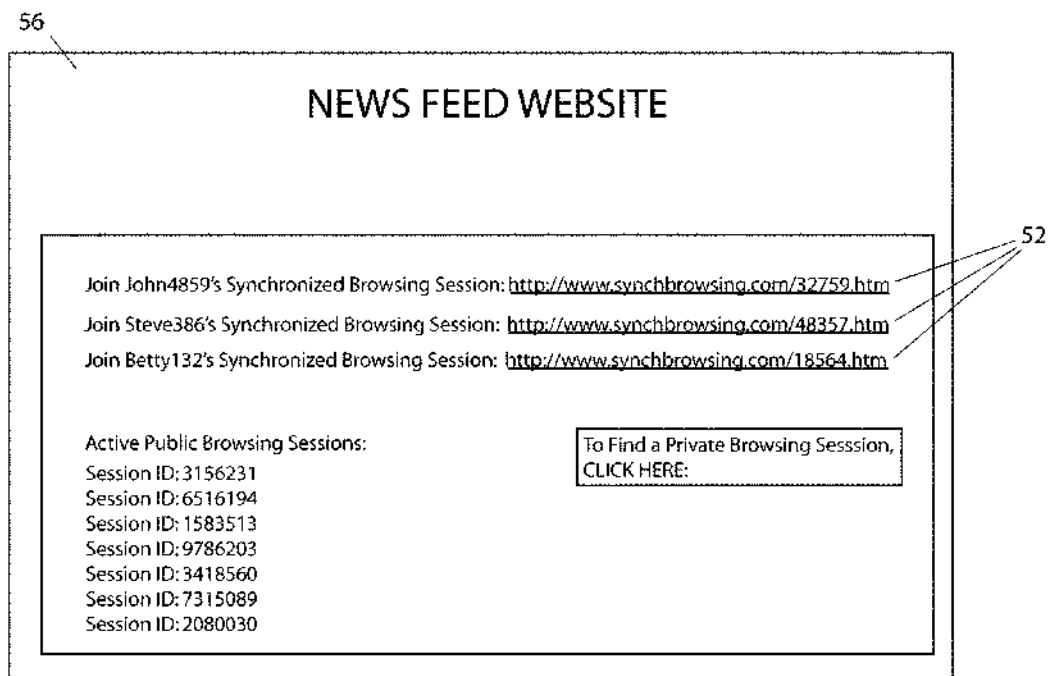 56
NEWS FEED WEBSITE
52
Join John4859's Synchronized Browsing Session: http://www.synchbrowsing.com/32759.htm
Join Steve386's Synchronized Browsing Session: http://www.synchbrowsing.com/48357.htm
Join Betty132's Synchronized Browsing Session: http://www.synchbrowsing.com/18564.htm
Active Public Browsing Sessions:
Session ID: 3156231
Session ID: 6516194
Session ID: 1583513
Session ID: 9786203
Session ID: 3418560
Session ID: 7315089
Session ID: 2080030
To Find a Private Browsing Sesssion,
CLICK HERE: